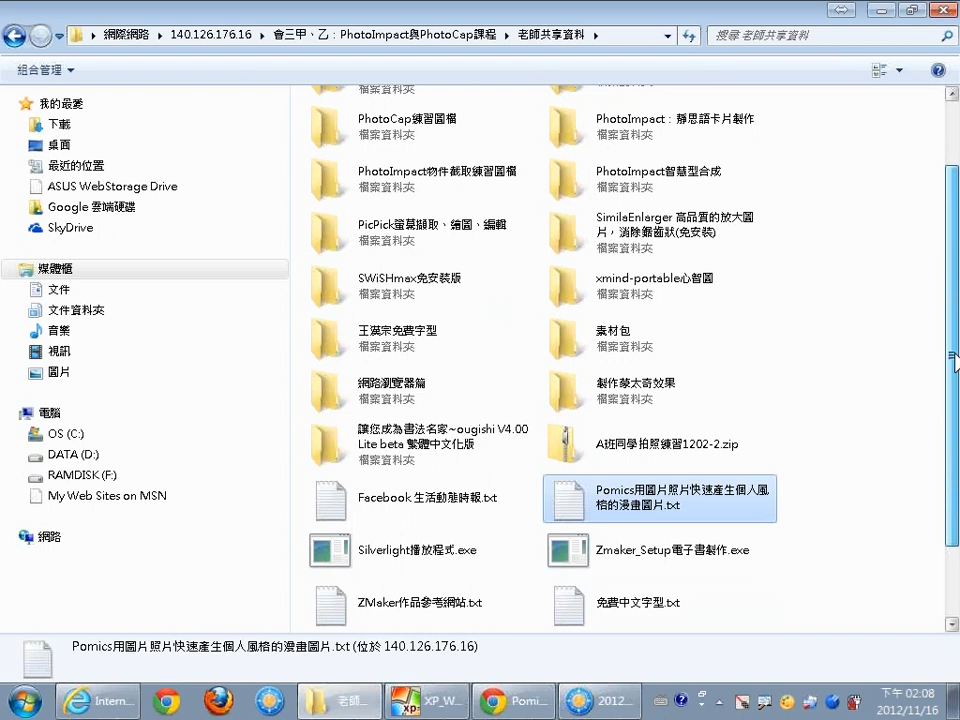 網際網路 ▸ 140.126.176.16 ▸ 會三甲、乙：PhotoImpact與PhotoCap課程 ▸ 老師共享資料 ▸
搜尋 老師共享資料
組合管理
我的最愛
下載
桌面
最近的位置
ASUS WebStorage Drive
Google 雲端硬碟
SkyDrive
媒體櫃
文件
文件資料夾
音樂
視訊
圖片
電腦
OS (C:)
DATA (D:)
RAMDISK (F:)
My Web Sites on MSN
網路
檔案資料夾
PhotoCap練習圖檔
檔案資料夾
PhotoImpact：靜思語卡片製作
檔案資料夾
PhotoImpact物件截取練習圖檔
檔案資料夾
PhotoImpact智慧型合成
檔案資料夾
PicPick螢幕擷取、繪圖、編輯
檔案資料夾
SimilaEnlarger 高品質的放大圖
片，消除鋸齒狀(免安裝)
檔案資料夾
SWiSHmax免安裝版
檔案資料夾
xmind-portable心智圖
檔案資料夾
王漢宗免費字型
檔案資料夾
素材包
檔案資料夾
網路瀏覽器篇
檔案資料夾
製作蒙太奇效果
檔案資料夾
讓您成為書法名家~ougishi V4.00
Lite beta 繁體中文化版
檔案資料夾
A班同學拍照練習1202-2.zip
Facebook 生活動態時報.txt
Pomics用圖片照片快速產生個人風
格的漫畫圖片.txt
Silverlight播放程式.exe
Zmaker_Setup電子書製作.exe
ZMaker作品參考網站.txt
免費中文字型.txt
Pomics用圖片照片快速產生個人風格的漫畫圖片.txt (位於 140.126.176.16)
Intern...
老師...
XP_W...
Pomi...
2012...
下午 02:08
2012/11/16